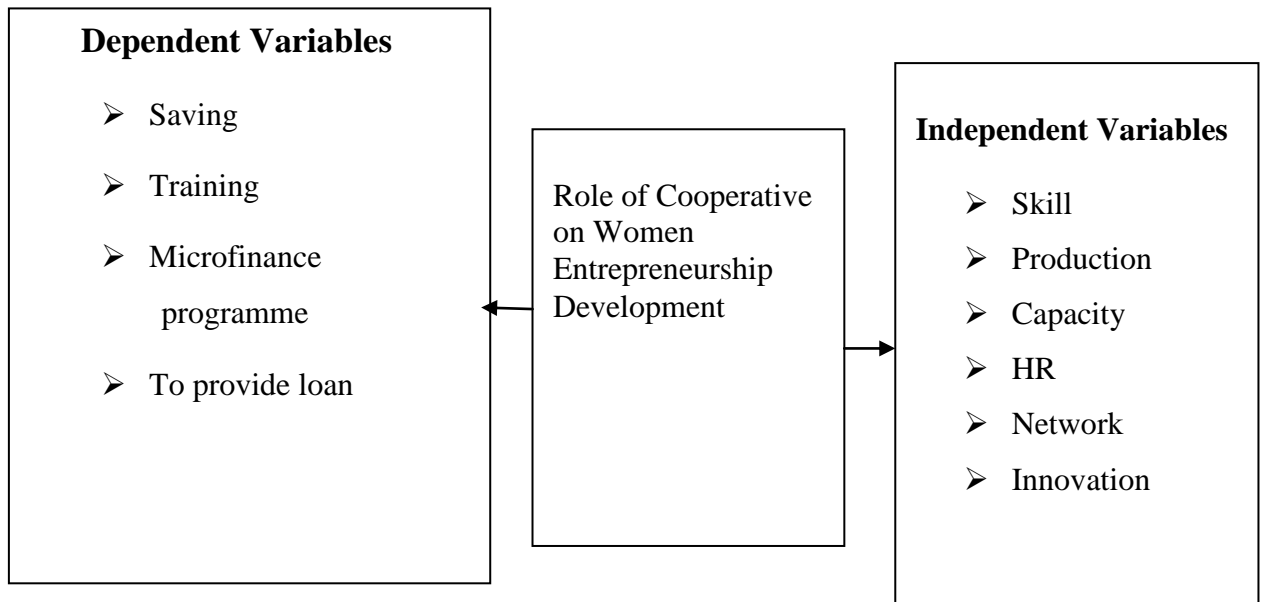 Dependent Variables
➢ Saving
➢ Training
➢ Microfinance
programme
➢ To provide loan
Role of Cooperative
on Women
Entrepreneurship
Development
Independent Variables
➢ Skill
➢ Production
➢ Capacity
➢ HR
➢ Network
➢ Innovation